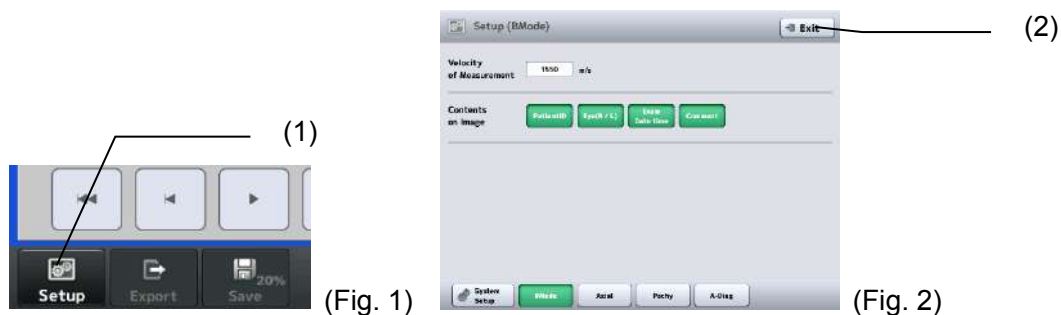 (1)
Setup
Export
Save
20%
(Fig. 1)
Setup (BMode)
Exit
(2)
Velocity
of Measurement
1550
m/s
Contents
on Image
PatientID
Eye(R / L)
Exam
Date time
Comment
System
Setup
BMode
Axial
Pachy
A-Diag
(Fig. 2)